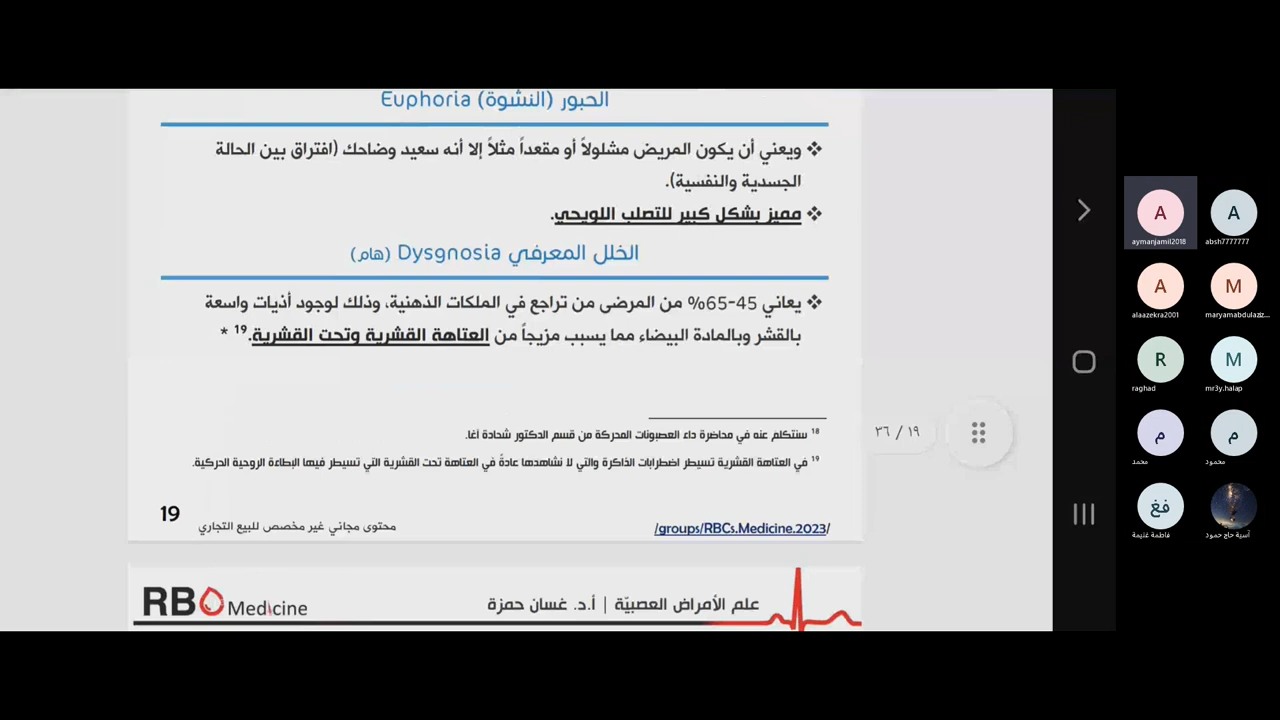 الحبور (النشوة) Euphoria
❖ ويعني أن يكون المريض مشلولاً أو مقعداً مثلاً إلا أنه سعيد وضاحك (افتراق بين الحالة
الجسدية والنفسية).
❖ مميز بشكل كبير للتصلب اللويحي.
الخلل المعرفي Dysgnosia (هام)
❖ يعاني 45-65% من المرضى من تراجع في الملكات الذهنية، وذلك لوجود أذيات واسعة
بالقشر وبالمادة البيضاء مما يسبب مزيجاً من العتاهة القشرية وتحت القشرية.19 *
18 سنتكلم عنه في محاضرة داء العصبونات المحركة من قسم الدكتور شحادة أغا.
19 في العتاهة القشرية تسيطر اضطرابات الذاكرة والتي لا نشاهدها عادةً في العتاهة تحت القشرية التي تسيطر فيها البطاءة الروحية الحركية.
/groups/RBCs.Medicine.2023/
محتوى مجاني غير مخصص للبيع التجاري
19
١٩ / ٣٦
علم الأمراض العصبيّة | أ.د. غسان حمزة
RB Medicine
A
aymanjamil2018
A
absh7777777
A
alaazekra2001
M
maryamabdulaziz...
R
raghad
M
mr3y.halap
م
محمد
م
محمود
فغ
فاطمة غنيمة
آسية حاج حمود